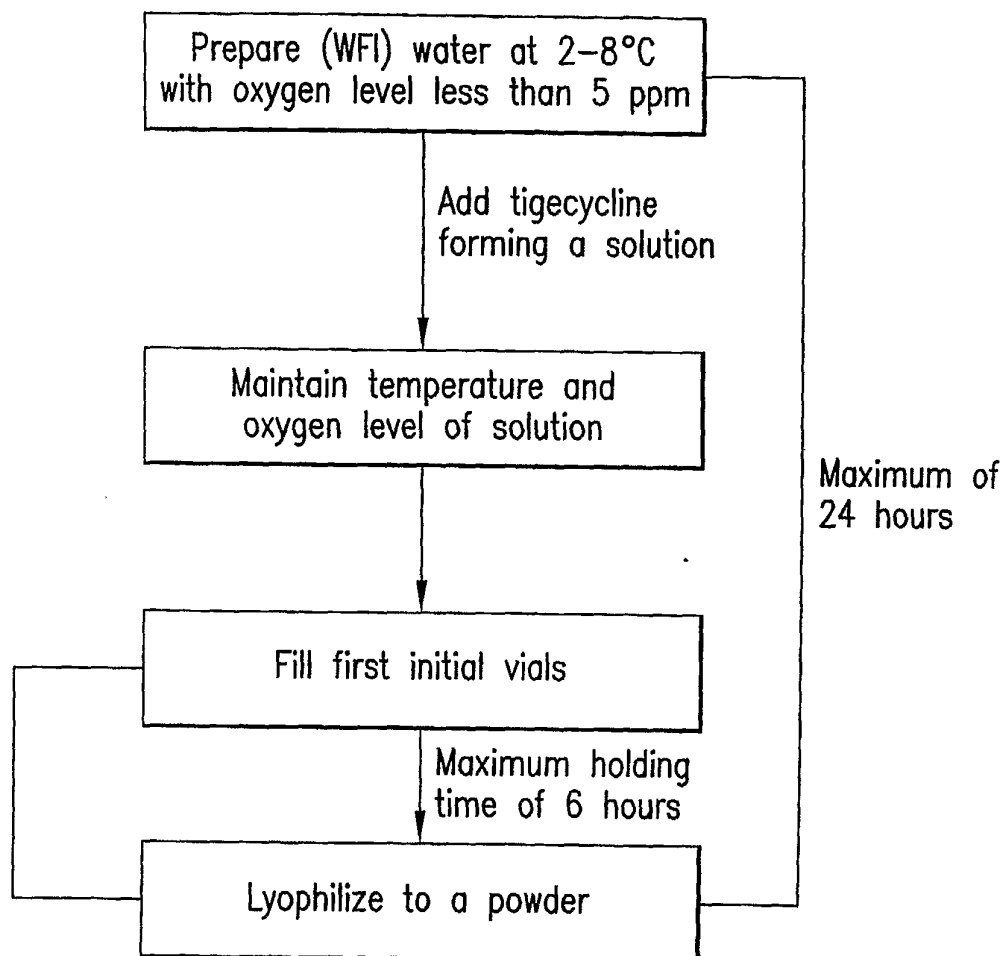 Prepare (WFI) water at 2–8°C
with oxygen level less than 5 ppm
Add tigecycline
forming a solution
Maintain temperature and
oxygen level of solution
Maximum of
24 hours
Fill first initial vials
Maximum holding
time of 6 hours
Lyophilize to a powder